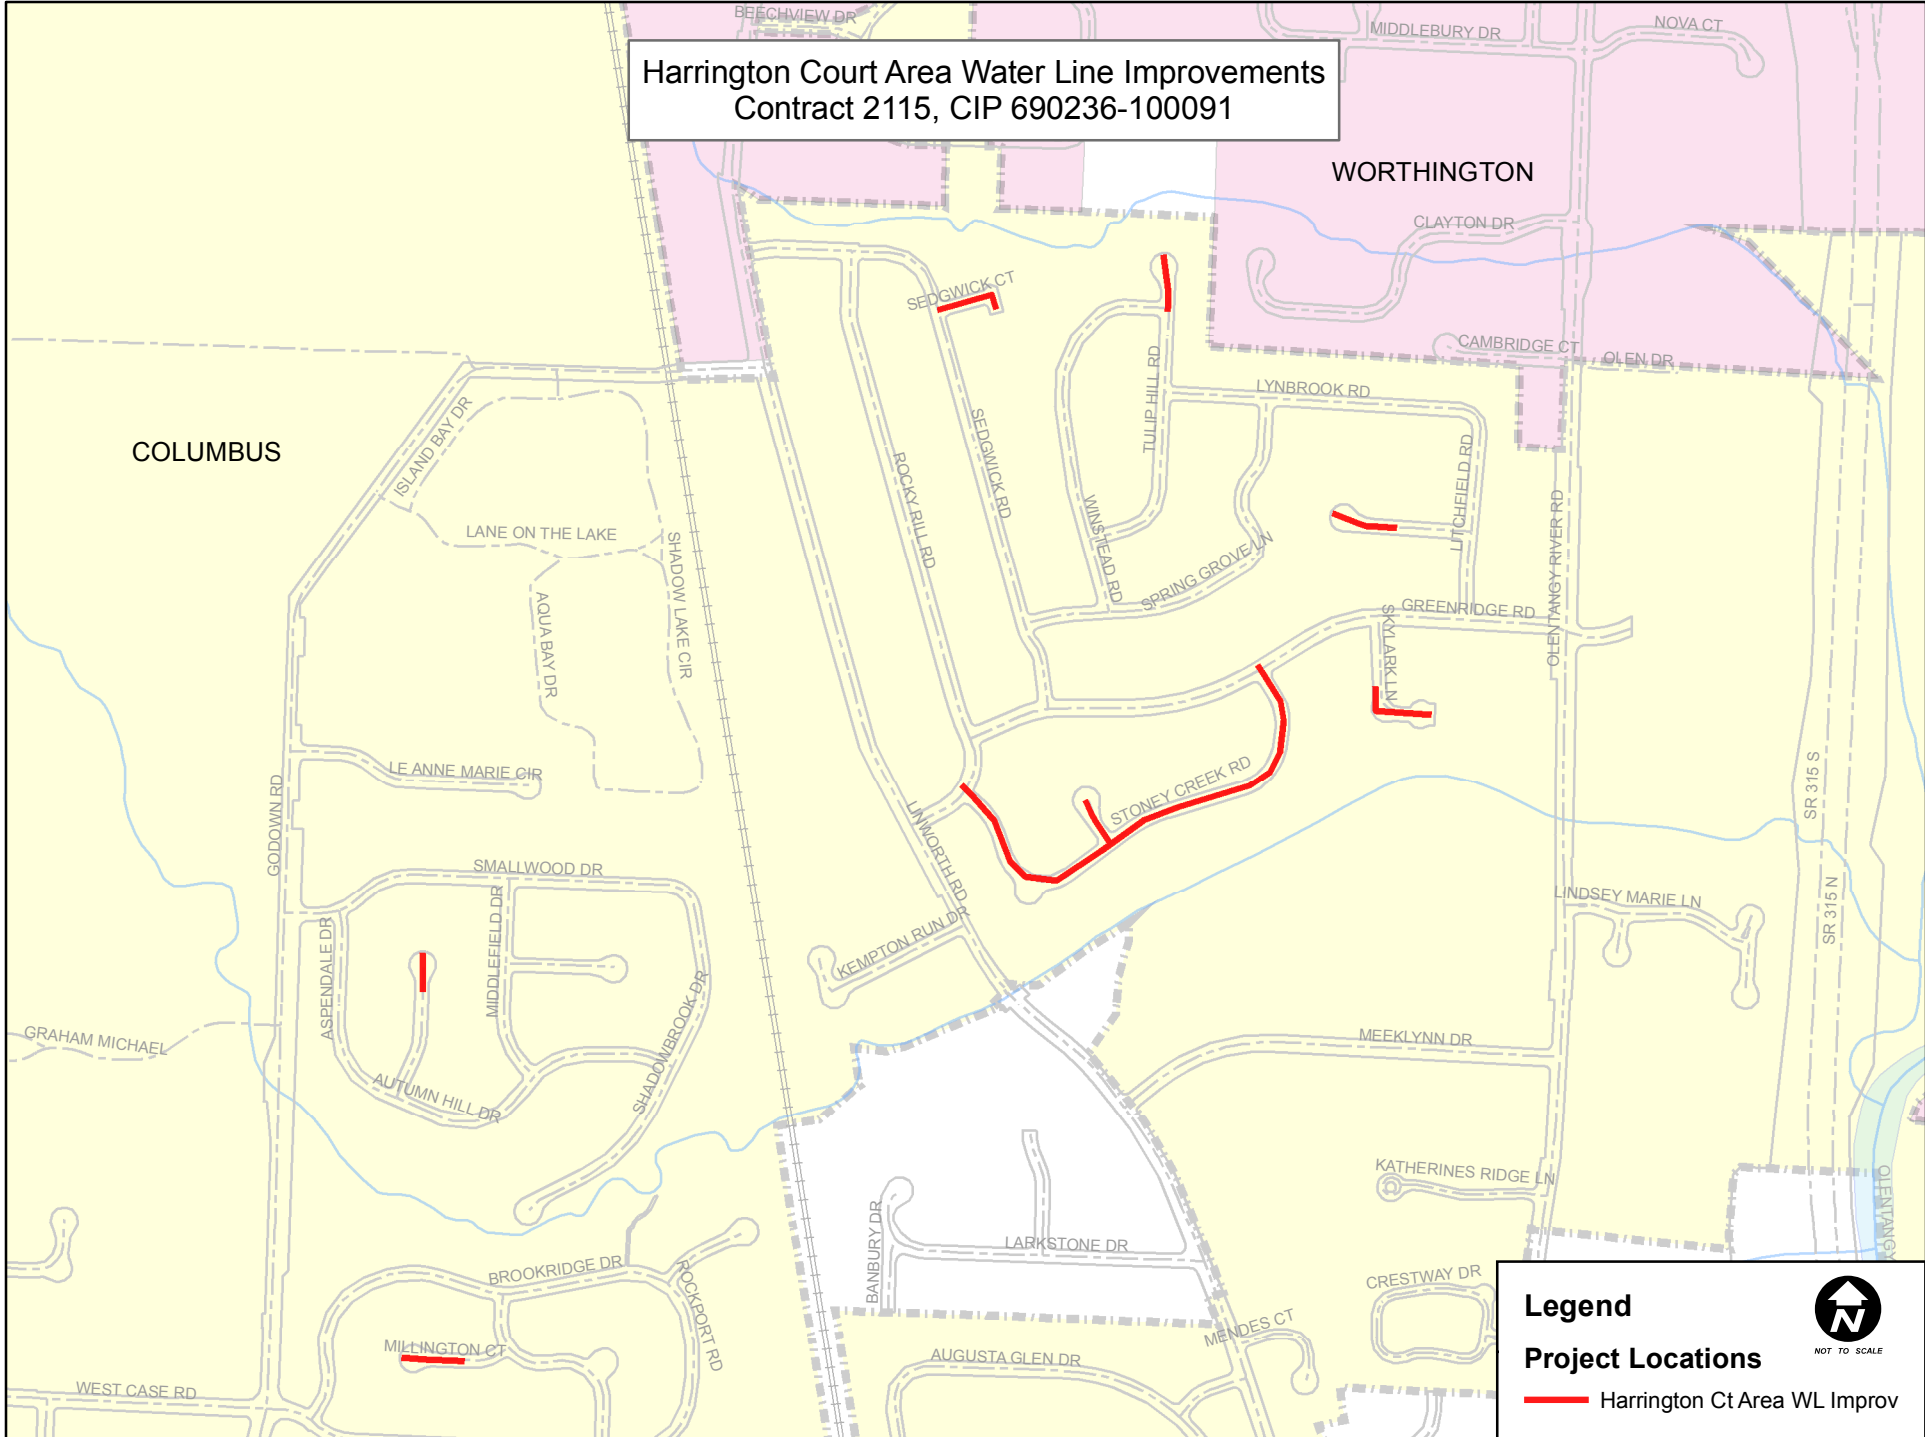 BEECHVIEW DR
MIDDLEBURY DR
NOVA CT
Harrington Court Area Water Line Improvements
Contract 2115, CIP 690236-100091
WORTHINGTON
CLAYTON DR
SEDGWICK CT
CAMBRIDGE CT
OLEN DR
TULIP HILL RD
LYNBROOK RD
COLUMBUS
ISLAND BAY DR
SEDGWICK RD
ROCKY RILL RD
LITCHFIELD RD
LANE ON THE LAKE
SHADOW LAKE CIR
WINSTEAD RD
SPRING GROVE LN
OLENTANGY RIVER RD
AQUA BAY DR
GREENRIDGE RD
SKYLARK LN
LE ANNE MARIE CIR
GODOWN RD
STONEY CREEK RD
SR 315 S
LINWORTH RD
SMALLWOOD DR
MIDDLEFIELD DR
LINDSEY MARIE LN
SR 315 N
KEMPTON RUN DR
ASPENDALE DR
SHADOWBROOK DR
GRAHAM MICHAEL
MEEKLYNN DR
AUTUMN HILL DR
KATHERINES RIDGE LN
OLENTANGY
BANBURY DR
LARKSTONE DR
BROOKRIDGE DR
ROCKPORT RD
CRESTWAY DR
MENDES CT
MILLINGTON CT
AUGUSTA GLEN DR
WEST CASE RD
Legend
N
NOT TO SCALE
Project Locations
Harrington Ct Area WL Improv